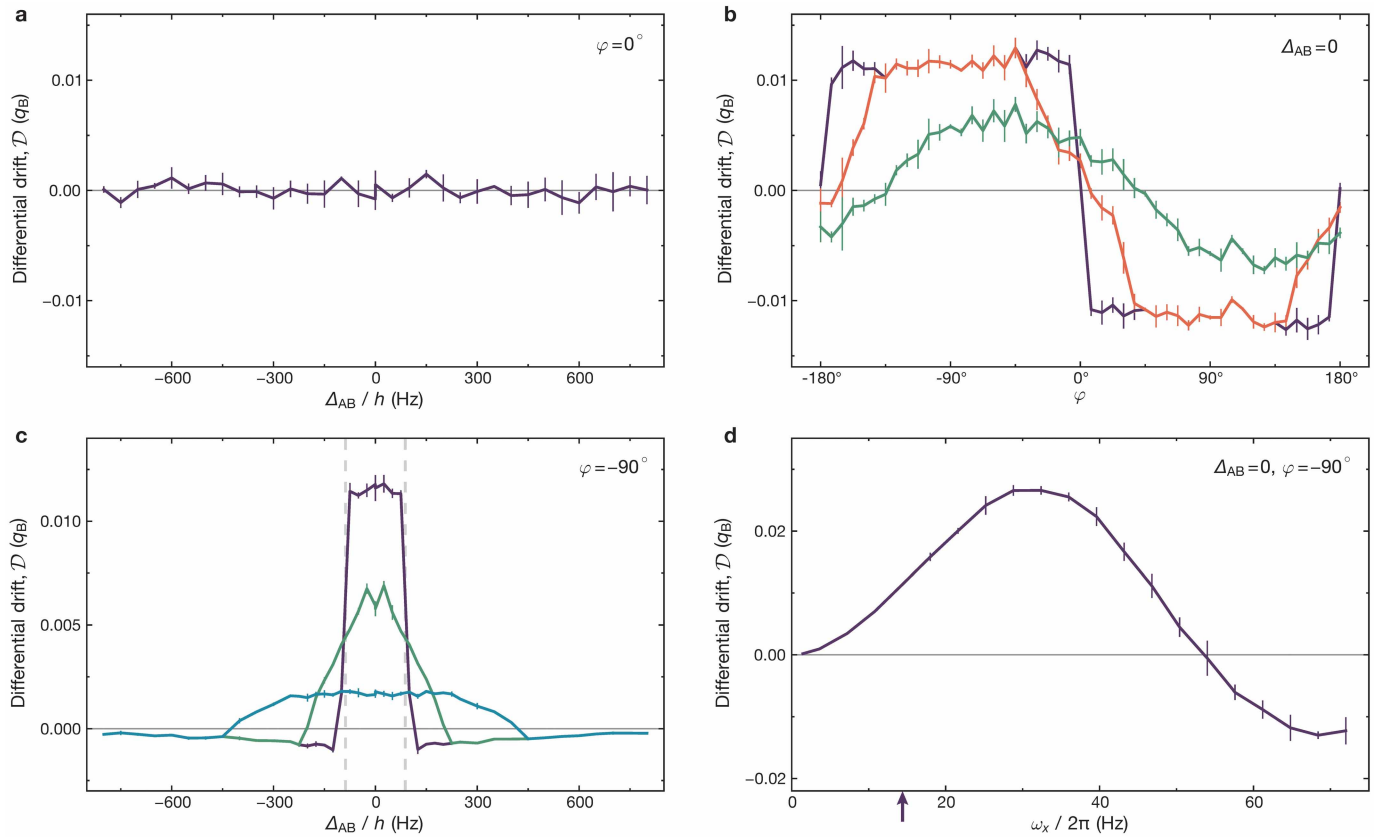 a
φ=0°
Differential drift, 𝒟 (q_B)
0.01
0.00
−0.01
−600
−300
0
300
600
Δ_AB / h (Hz)
b
Δ_AB=0
Differential drift, 𝒟 (q_B)
0.01
0.00
−0.01
-180°
-90°
0°
90°
180°
φ
c
φ=−90°
Differential drift, 𝒟 (q_B)
0.010
0.005
0.000
−600
−300
0
300
600
Δ_AB / h (Hz)
d
Δ_AB=0, φ=−90°
Differential drift, 𝒟 (q_B)
0.02
0.00
−0.02
0
20
40
60
ω_x / 2π (Hz)